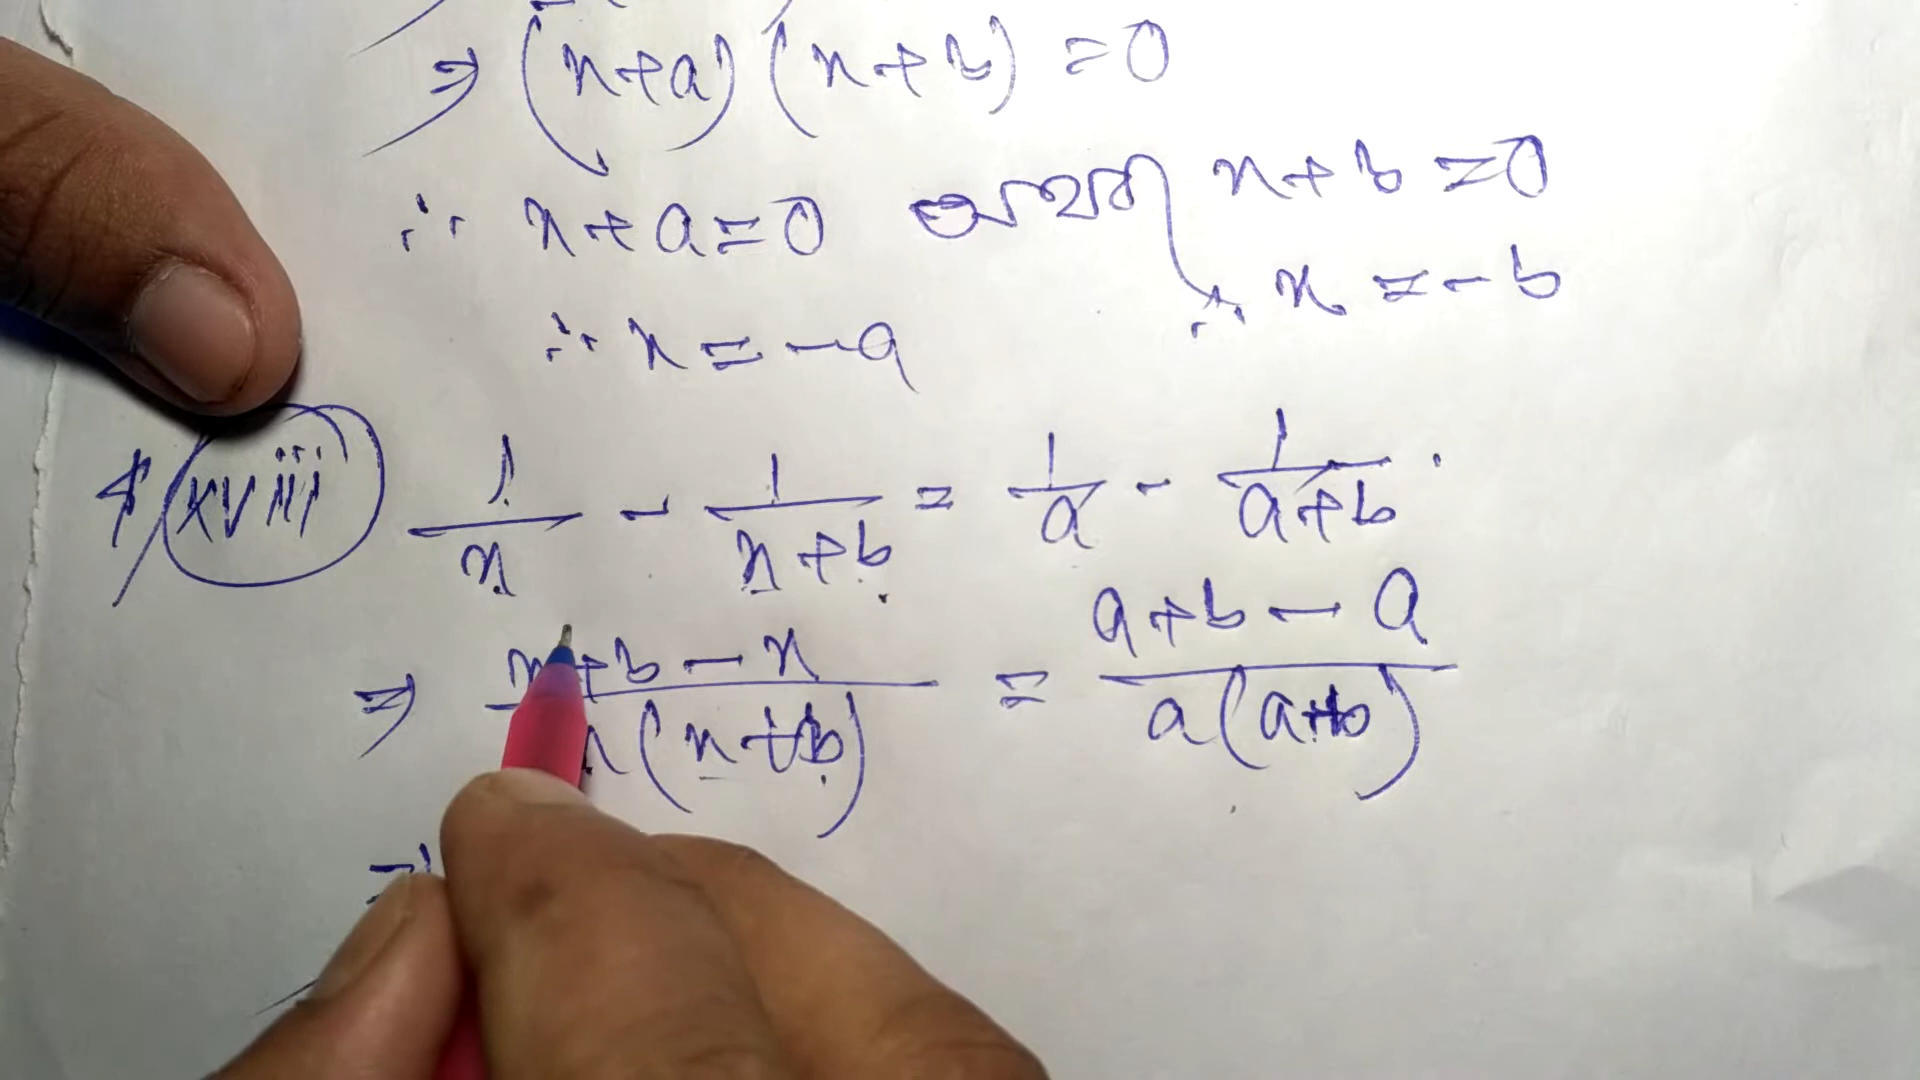 ⇒ (x+a)(x+b) = 0
∴ x+a=0 অথবা x+b=0
∴ x = -a ∴ x = -b
(xviii) 1/x - 1/(x+b) = 1/a - 1/(a+b).
⇒ (x+b-x)/(x(x+b)) = (a+b-a)/(a(a+b))
⇒